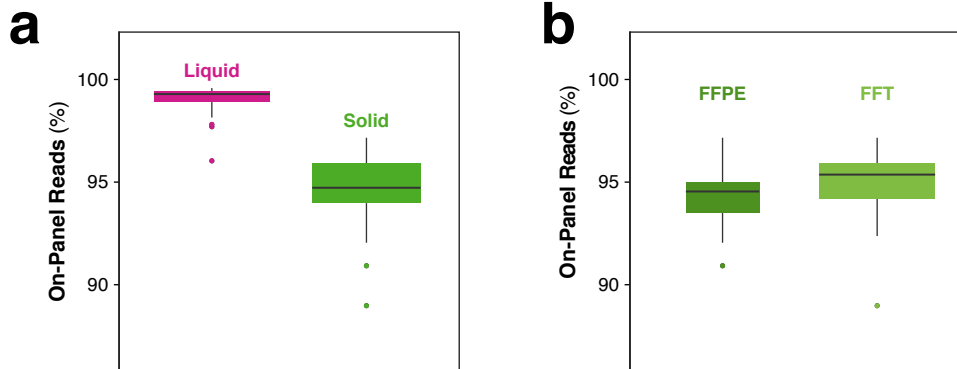 a
On-Panel Reads (%)
100
95
90
Liquid
Solid
b
On-Panel Reads (%)
100
95
90
FFPE
FFT